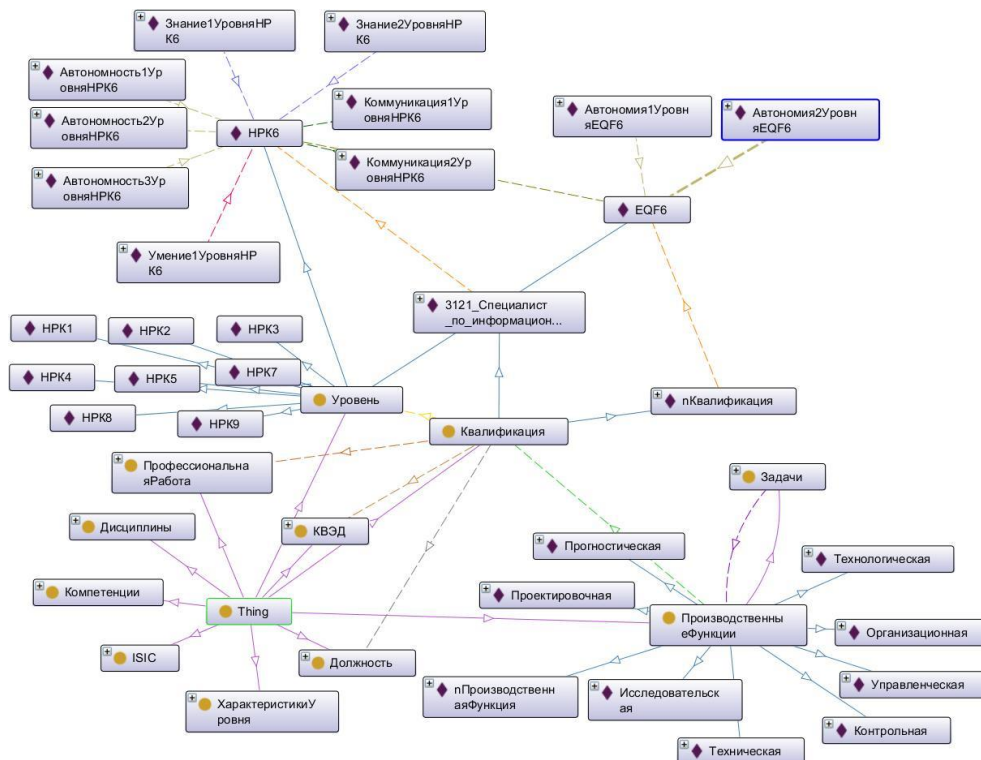 Знание1УровняНР
К6
Знание2УровняНР
К6
Автономность1Ур
овняНРК6
Коммуникация1Ур
овняНРК6
Автономия1Уровн
яEQF6
Автономия2Уровн
яEQF6
Автономность2Ур
овняНРК6
НРК6
Коммуникация2Ур
овняНРК6
Автономность3Ур
овняНРК6
EQF6
Умение1УровняНР
К6
3121_Специалист
_по_информацион...
НРК1
НРК2
НРК3
НРК4
НРК5
НРК7
Уровень
nКвалификация
НРК8
НРК9
Квалификация
Профессиональна
яРабота
Задачи
Дисциплины
КВЭД
Прогностическая
Технологическая
Компетенции
Проектировочная
Thing
Производственны
еФункции
Организационная
ISIC
Должность
nПроизводственн
аяФункция
Исследовательск
ая
Управленческая
ХарактеристикиУ
ровня
Контрольная
Техническая